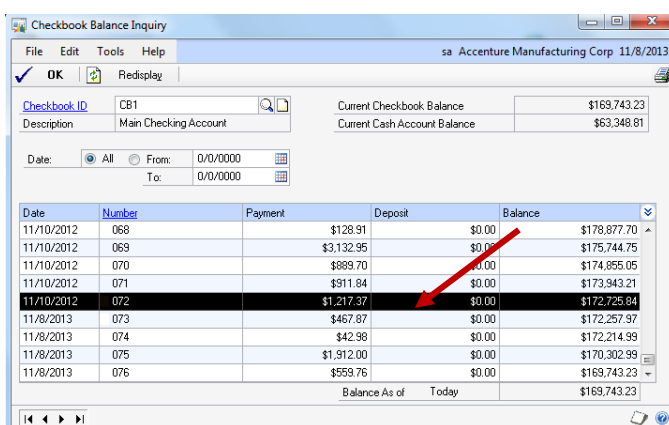 Checkbook Balance Inquiry
File Edit Tools Help sa Accenture Manufacturing Corp 11/8/2013
OK Redisplay
Checkbook ID CB1 Current Checkbook Balance $169,743.23
Description Main Checking Account Current Cash Account Balance $63,348.81
Date: All From: 0/0/0000
To: 0/0/0000
Date Number Payment Deposit Balance
11/10/2012 068 $128.91 $0.00 $178,877.70
11/10/2012 069 $3,132.95 $0.00 $175,744.75
11/10/2012 070 $889.70 $0.00 $174,855.05
11/10/2012 071 $911.84 $0.00 $173,943.21
11/10/2012 072 $1,217.37 $0.00 $172,725.84
11/8/2013 073 $467.87 $0.00 $172,257.97
11/8/2013 074 $42.98 $0.00 $172,214.99
11/8/2013 075 $1,912.00 $0.00 $170,302.99
11/8/2013 076 $559.76 $0.00 $169,743.23
Balance As of Today $169,743.23